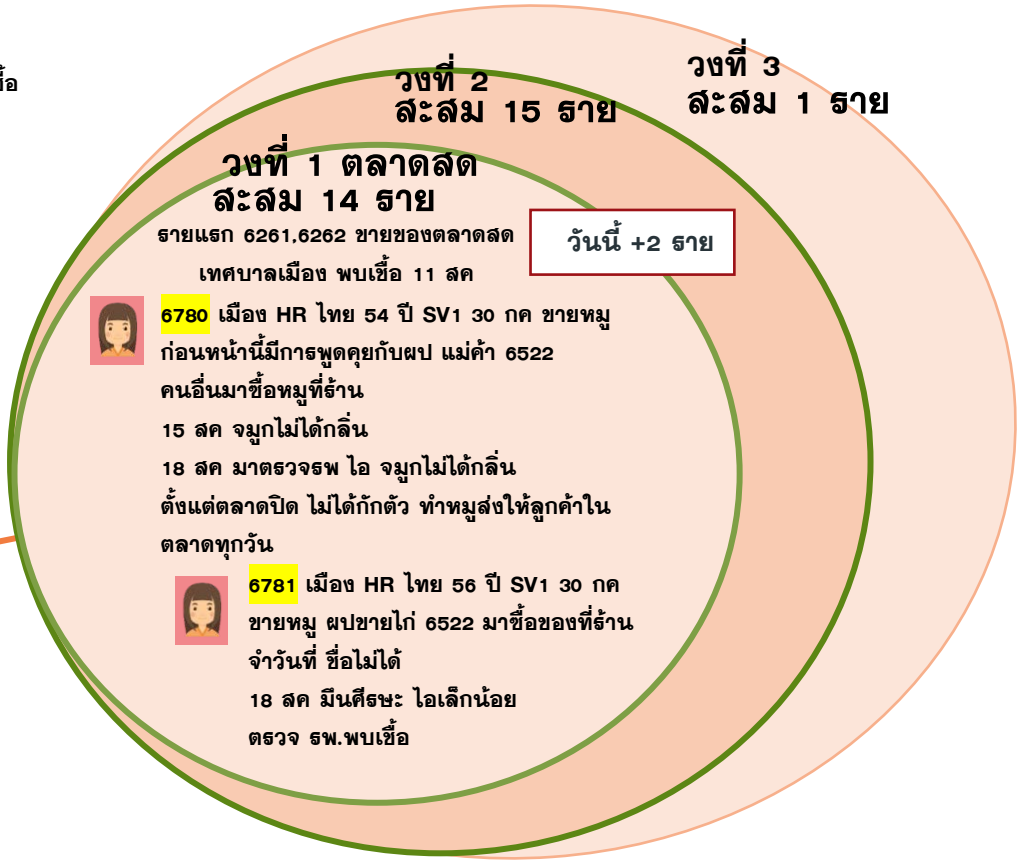 วงที่ 3
สะสม 1 ราย
วงที่ 2
สะสม 15 ราย
วงที่ 1 ตลาดสด
สะสม 14 ราย
รายแรก 6261,6262 ขายของตลาดสด
เทศบาลเมือง พบเชื้อ 11 สค
วันนี้ +2 ราย
6780 เมือง HR ไทย 54 ปี SV1 30 กค ขายหมู
ก่อนหน้านี้มีการพูดคุยกับผป แม่ค้า 6522
คนอื่นมาซื้อหมูที่ร้าน
15 สค จมูกไม่ได้กลิ่น
18 สค มาตรวจรพ ไอ จมูกไม่ได้กลิ่น
ตั้งแต่ตลาดปิด ไม่ได้กักตัว ทำหมูส่งให้ลูกค้าใน
ตลาดทุกวัน
6781 เมือง HR ไทย 56 ปี SV1 30 กค
ขายหมู ผปขายไก่ 6522 มาซื้อของที่ร้าน
จำวันที่ ชื่อไม่ได้
18 สค มึนศีรษะ ไอเล็กน้อย
ตรวจ รพ.พบเชื้อ